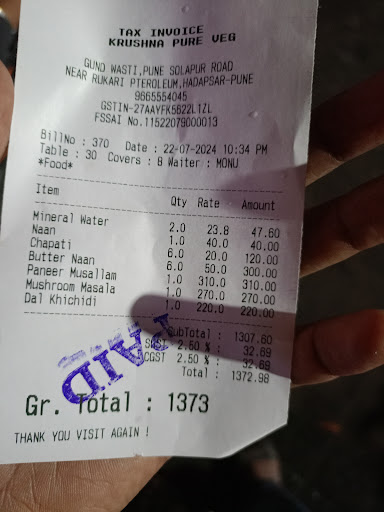 TAX INVOICE
KRUSHNA PURE VEG
GUND WASTI,PUNE SOLAPUR ROAD
NEAR RUKARI PTEROLEUM,HADAPSAR-PUNE
9865554045
GSTIN-27AAYFK5622L1ZL
FSSAI No.11522079000013
BillNo : 370 Date : 22-07-2024 10:34 PM
Table : 30 Covers : 8 Waiter : MONU
*Food*
Item Qty Rate Amount
Mineral Water 2.0 23.8 47.60
Naan 1.0 40.0 40.00
Chapati 6.0 20.0 120.00
Butter Naan 6.0 50.0 300.00
Paneer Musallam 1.0 310.0 310.00
Mushroom Masala 1.0 270.0 270.00
Dal Khichidi 1.0 220.0 220.00
SubTotal : 1307.60
SGST 2.50 % : 32.69
CGST 2.50 % : 32.69
Total : 1372.98
PAID
Gr. Total : 1373
THANK YOU VISIT AGAIN !